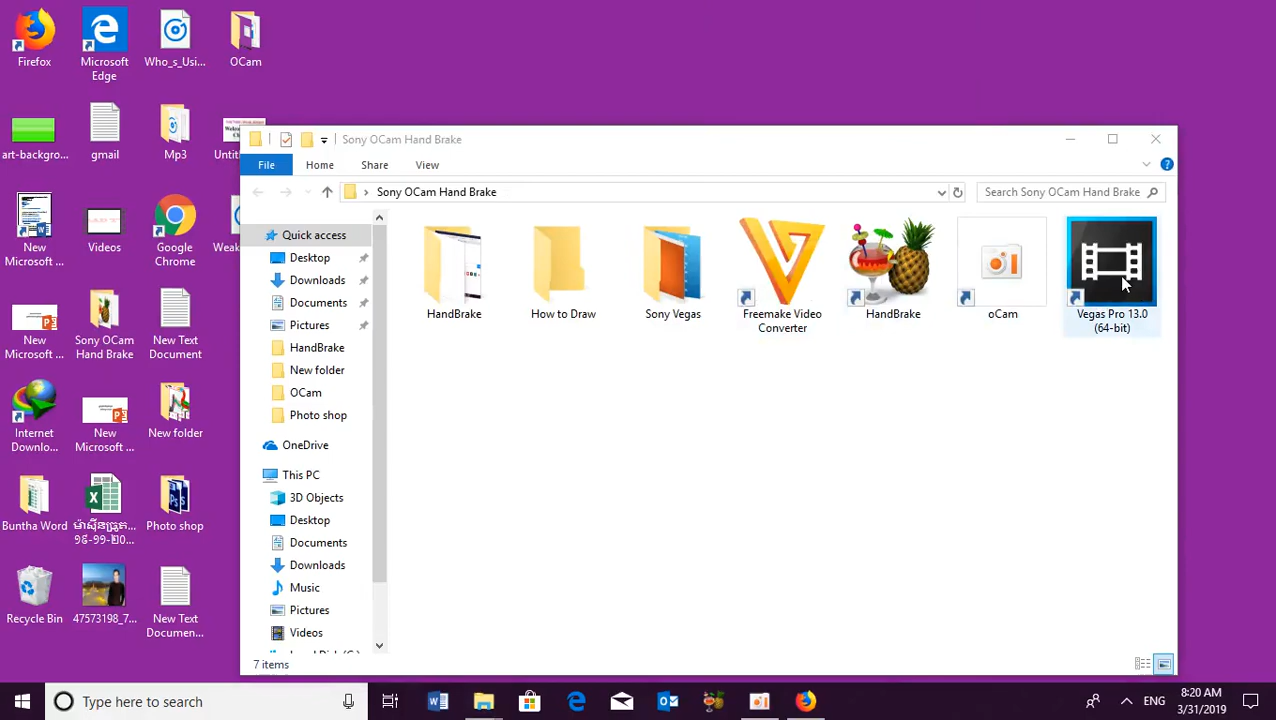 Firefox
Microsoft
Edge
Who_s_Usi...
OCam
art-backgro...
gmail
Mp3
New
Microsoft ...
Videos
Google
Chrome
New
Microsoft ...
Sony OCam
Hand Brake
New Text
Document
Internet
Downlo...
New
Microsoft ...
New folder
Buntha Word
Photo shop
Recycle Bin
47573198_7...
New Text
Documen...
Sony OCam Hand Brake
File
Home
Share
View
Sony OCam Hand Brake
Search Sony OCam Hand Brake
Quick access
Desktop
Downloads
Documents
Pictures
HandBrake
New folder
OCam
Photo shop
OneDrive
This PC
3D Objects
Desktop
Documents
Downloads
Music
Pictures
Videos
HandBrake
How to Draw
Sony Vegas
Freemake Video
Converter
HandBrake
oCam
Vegas Pro 13.0
(64-bit)
7 items
Type here to search
ENG
8:20 AM
3/31/2019